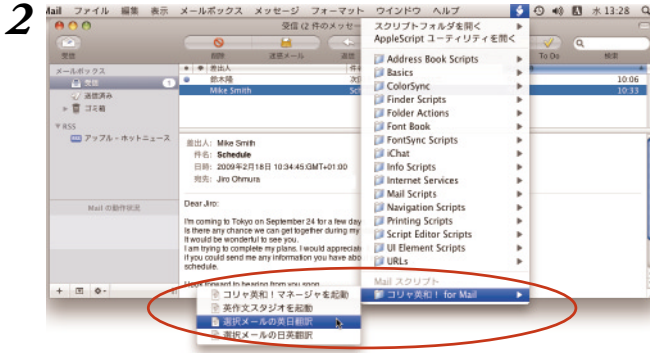 2
Mail ファイル 編集 表示 メールボックス メッセージ フォーマット ウインドウ ヘルプ 水 13:28
受信 (2 件のメッセー
受信 削除 迷惑メール 返信 To Do 検索
メールボックス
受信 1
送信済み
ゴミ箱
RSS
アップル・ホットニュース
Mail の動作状況
差出人 件名
鈴木隆 10:06
Mike Smith Sch 10:33
差出人: Mike Smith
件名: Schedule
日時: 2009年2月18日 10:34:45:GMT+01:00
宛先: Jiro Ohmura
Dear Jiro:
I'm coming to Tokyo on September 24 for a few day
Is there any chance we can get together during my
It would be wonderful to see you.
I am trying to complete my plans. I would appreciat
if you could send me any information you have abo
schedule.
I look forward to hearing from you soon.
スクリプトフォルダを開く
AppleScript ユーティリティを開く
Address Book Scripts
Basics
ColorSync
Finder Scripts
Folder Actions
Font Book
FontSync Scripts
iChat
Info Scripts
Internet Services
Mail Scripts
Navigation Scripts
Printing Scripts
Script Editor Scripts
UI Element Scripts
URLs
Mail スクリプト
コリャ英和！ for Mail
コリャ英和！マネージャを起動
英作文スタジオを起動
選択メールの英日翻訳
選択メールの日英翻訳